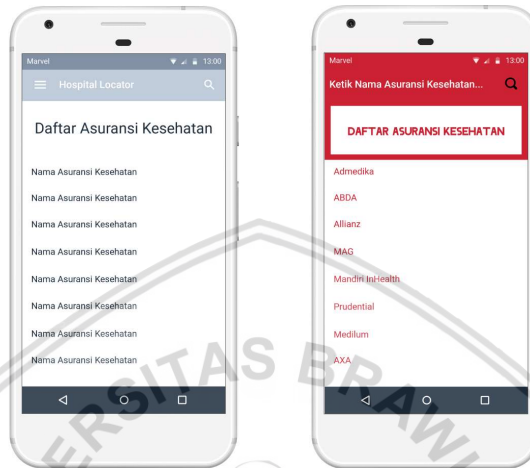 Marvel 13:00
Hospital Locator
Daftar Asuransi Kesehatan
Nama Asuransi Kesehatan
Nama Asuransi Kesehatan
Nama Asuransi Kesehatan
Nama Asuransi Kesehatan
Nama Asuransi Kesehatan
Nama Asuransi Kesehatan
Nama Asuransi Kesehatan
Nama Asuransi Kesehatan
Marvel 13:00
Ketik Nama Asuransi Kesehatan...
DAFTAR ASURANSI KESEHATAN
Admedika
ABDA
Allianz
MAG
Mandiri InHealth
Prudential
Medilum
AXA
ERSITAS BRAW